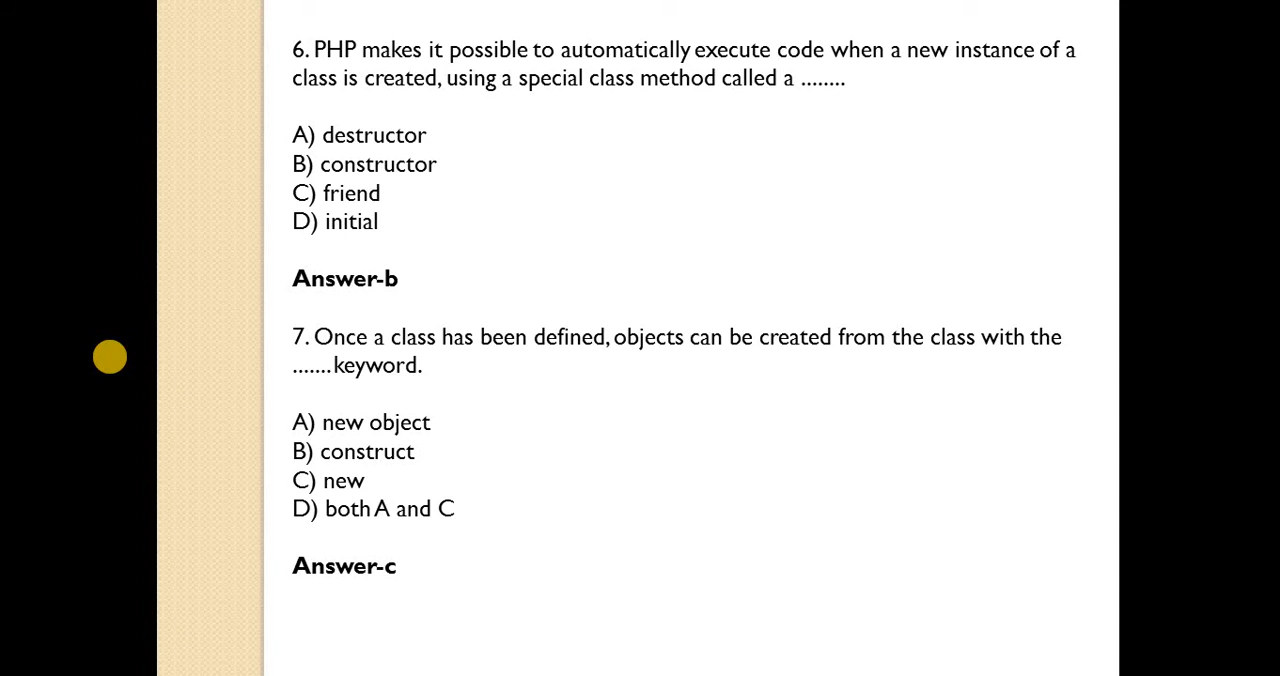 6. PHP makes it possible to automatically execute code when a new instance of a
class is created, using a special class method called a ........
A) destructor
B) constructor
C) friend
D) initial
Answer-b
7. Once a class has been defined, objects can be created from the class with the
.......keyword.
A) new object
B) construct
C) new
D) both A and C
Answer-c